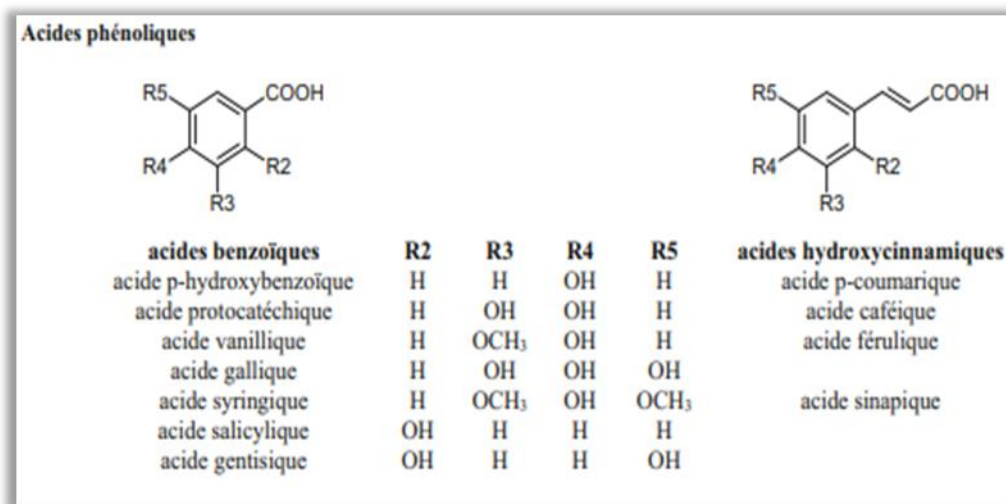 Acides phénoliques
R5 COOH R5 COOH
R4 R2 R4 R2
R3 R3
acides benzoïques R2 R3 R4 R5 acides hydroxycinnamiques
acide p-hydroxybenzoïque H H OH H acide p-coumarique
acide protocatéchique H OH OH H acide caféique
acide vanillique H OCH₃ OH H acide férulique
acide gallique H OH OH OH
acide syringique H OCH₃ OH OCH₃ acide sinapique
acide salicylique OH H H H
acide gentisique OH H H OH